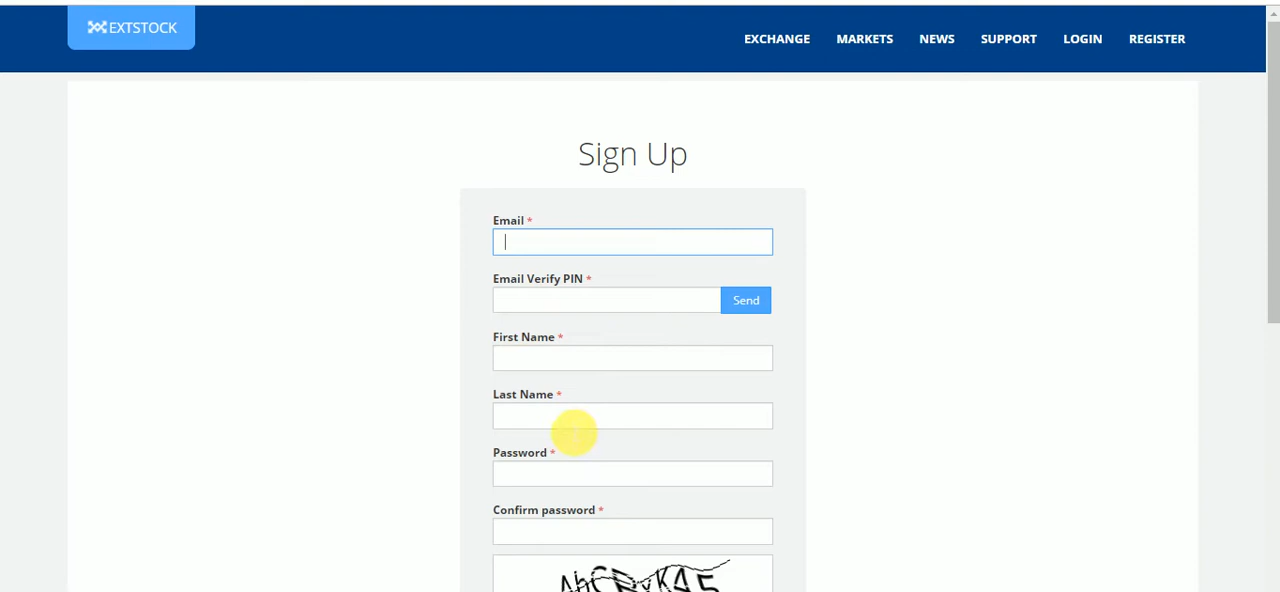 EXTSTOCK
EXCHANGE MARKETS NEWS SUPPORT LOGIN REGISTER
Sign Up
Email *
Email Verify PIN *
Send
First Name *
Last Name *
Password *
Confirm password *